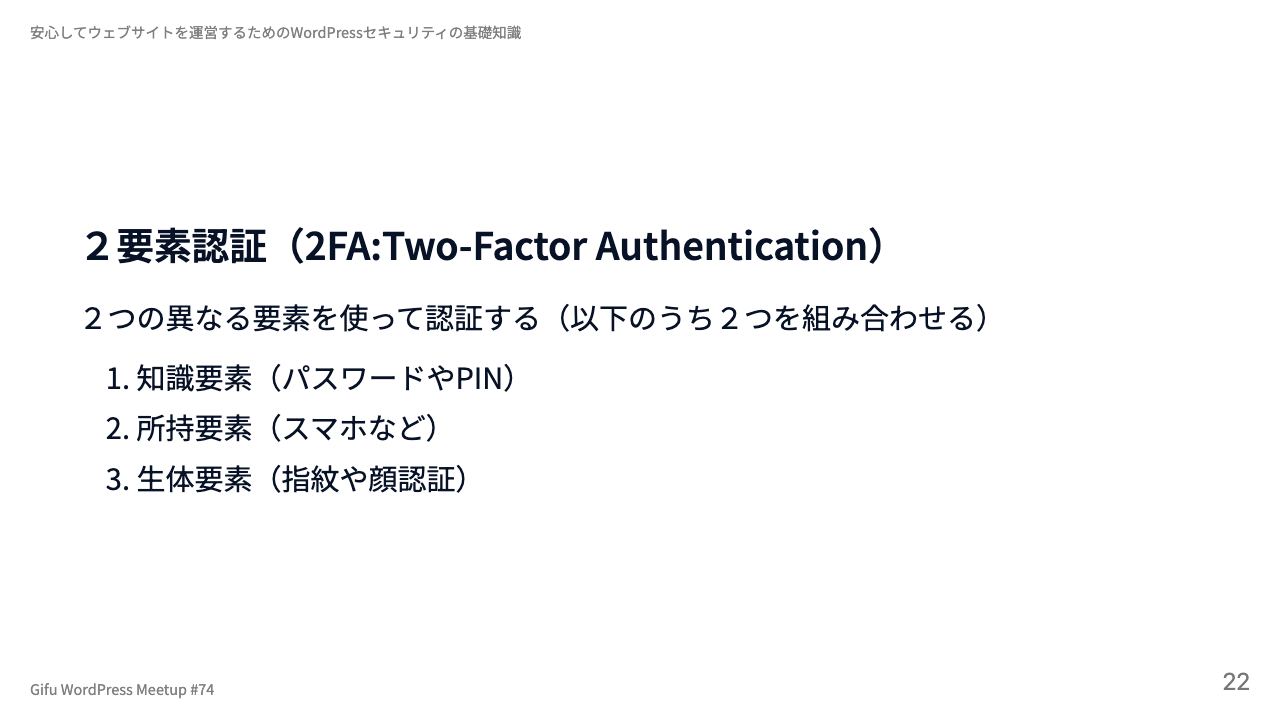 安心してウェブサイトを運営するためのWordPressセキュリティの基礎知識
２要素認証（2FA:Two-Factor Authentication）
２つの異なる要素を使って認証する（以下のうち２つを組み合わせる）
1. 知識要素（パスワードやPIN）
2. 所持要素（スマホなど）
3. 生体要素（指紋や顔認証）
Gifu WordPress Meetup #74
22